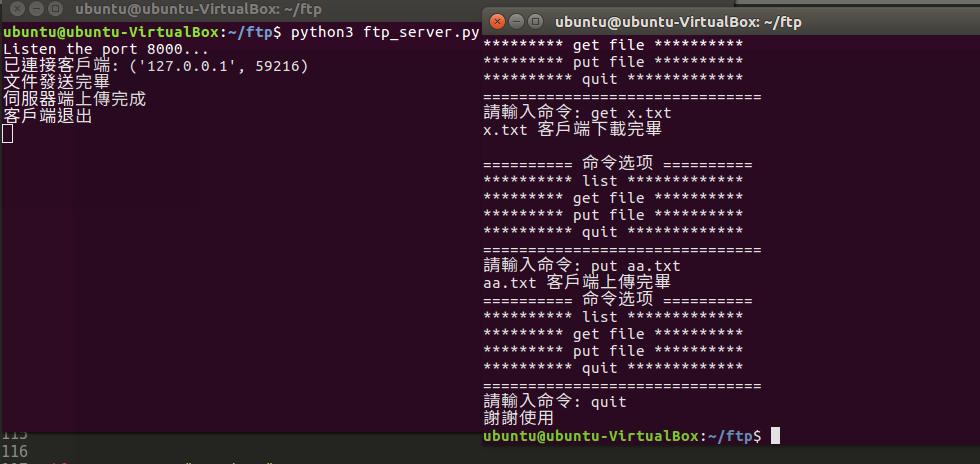 ubuntu@ubuntu-VirtualBox: ~/ftp
ubuntu@ubuntu-VirtualBox:~/ftp$ python3 ftp_server.py
Listen the port 8000...
已連接客戶端: ('127.0.0.1', 59216)
文件發送完畢
伺服器端上傳完成
客戶端退出
115
116
ubuntu@ubuntu-VirtualBox: ~/ftp
********* get file **********
********* put file **********
********** quit *************
===============================
請輸入命令: get x.txt
x.txt 客戶端下載完畢
========== 命令选项 ==========
********** list *************
********* get file **********
********* put file **********
********** quit *************
===============================
請輸入命令: put aa.txt
aa.txt 客戶端上傳完畢
========== 命令选项 ==========
********** list *************
********* get file **********
********* put file **********
********** quit *************
===============================
請輸入命令: quit
謝謝使用
ubuntu@ubuntu-VirtualBox:~/ftp$